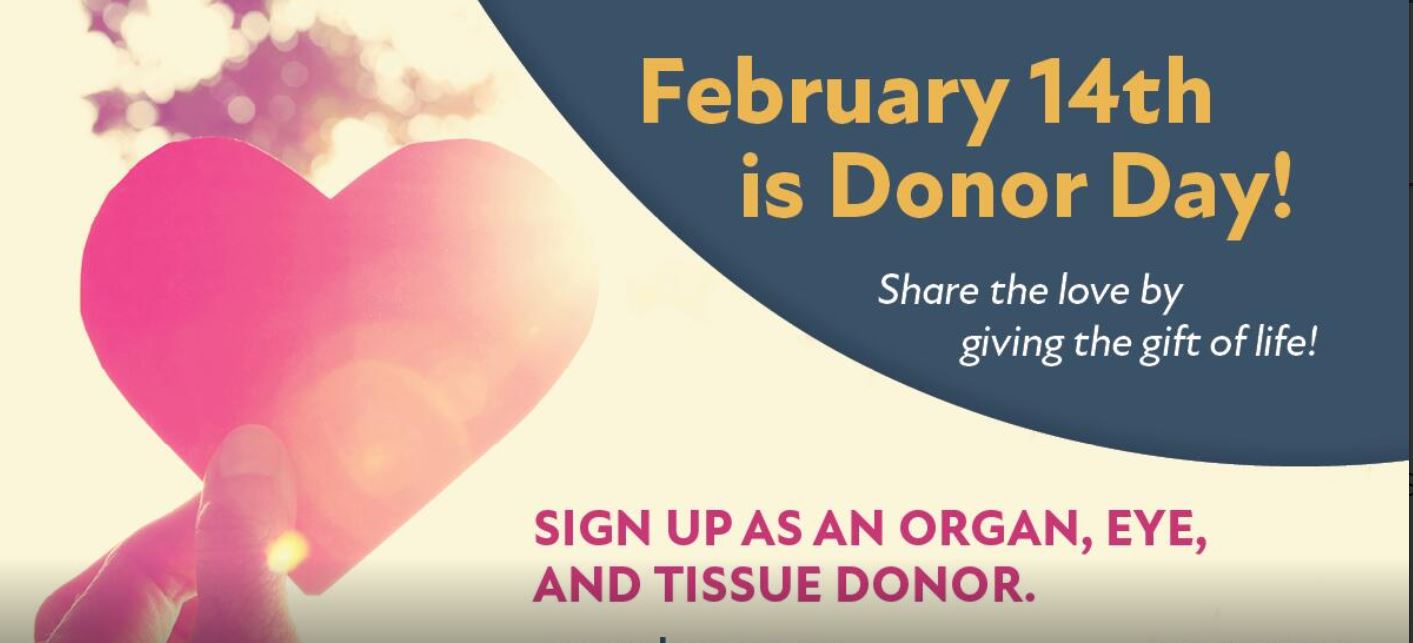 February 14th
is Donor Day!
Share the love by
giving the gift of life!
SIGN UP AS AN ORGAN, EYE,
AND TISSUE DONOR.